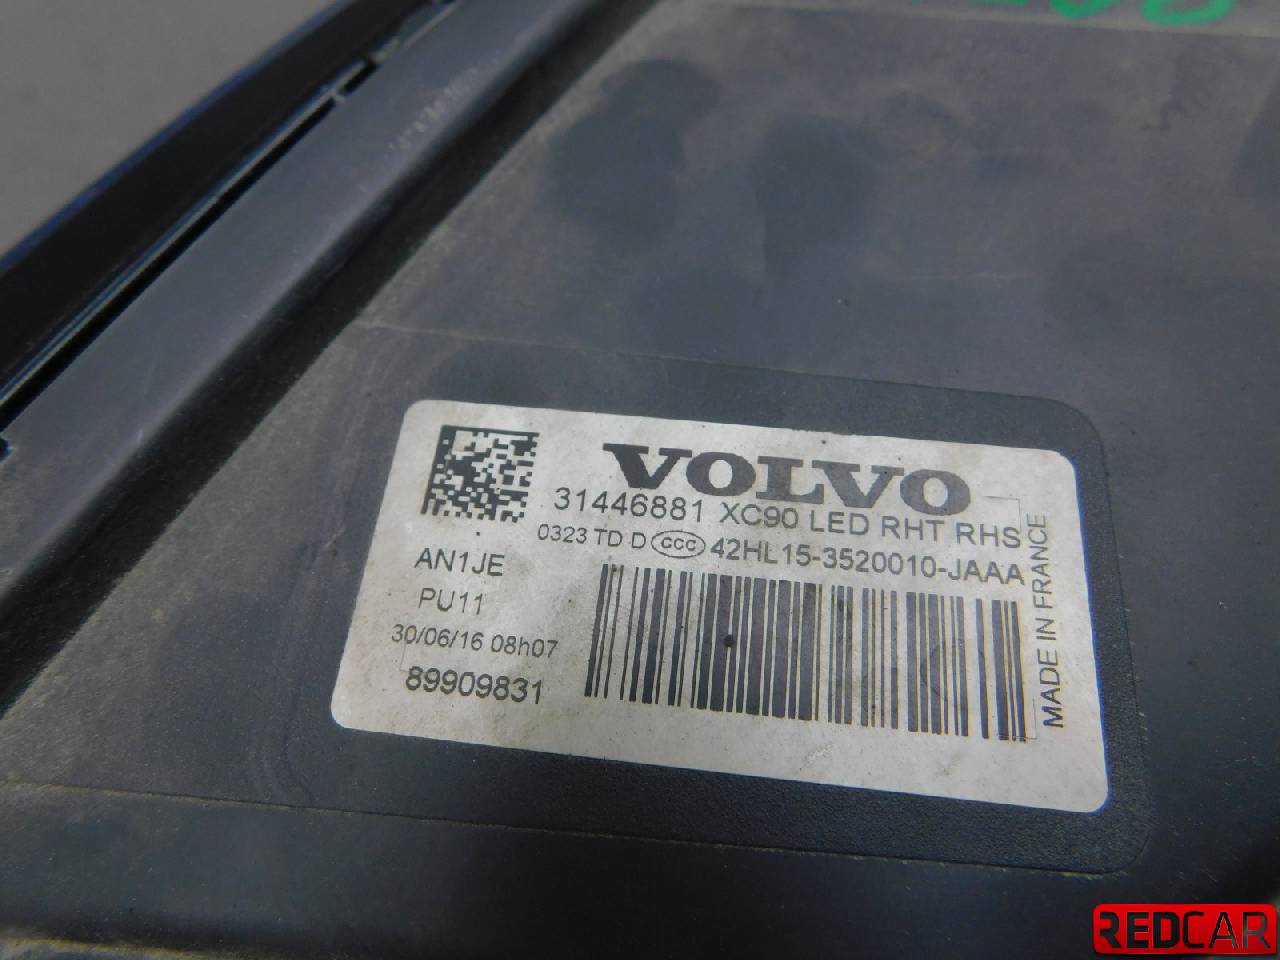 VOLVO
31446881 XC90 LED RHT RHS
0323 TD D CCC 42HL15-3520010-JAAA
AN1JE
PU11
30/06/16 08h07
89909831
MADE IN FRANCE
REDCAR